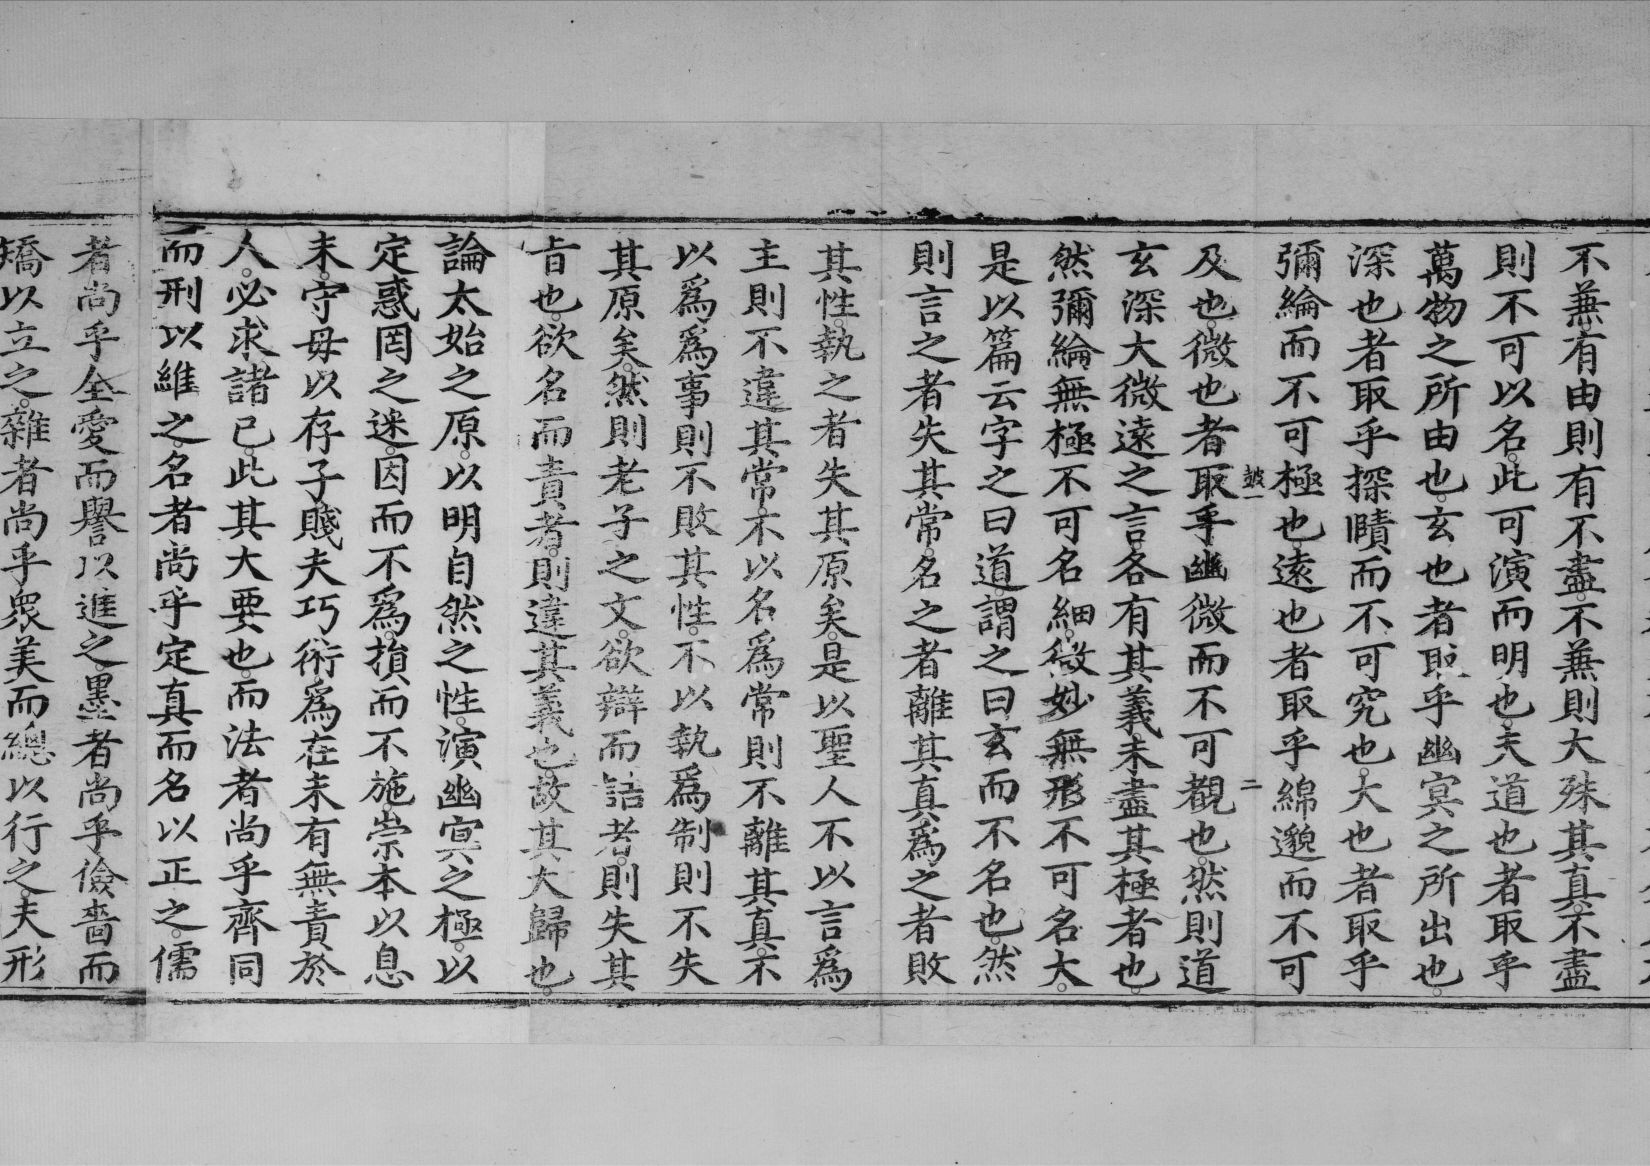 不兼有由則有不盡不兼則大殊其真不盡
則不可以名此可演而明也夫道也者取乎
萬物之所由也玄也者取乎幽冥之所出也
深也者取乎探賾而不可究也大也者取乎
彌綸而不可極也遠也者取乎綿邈而不可
及也微也者取乎幽微而不可覩也然則道
玄深大微遠之言各有其義未盡其極者也
然彌綸無極不可名細微妙無形不可名大
是以篇云字之曰道謂之曰玄而不名也然
則言之者失其常名之者離其真爲之者敗
其性執之者失其原矣是以聖人不以言爲
主則不違其常不以名爲常則不離其真不
以爲爲事則不敗其性不以執爲制則不失
其原矣然則老子之文欲辯而詰者則失其
旨也欲名而責者則違其義也故其大歸也
論太始之原以明自然之性演幽冥之極以
定惑罔之迷因而不爲損而不施崇本以息
末守母以存子賤夫巧術爲在未有無責於
人必求諸已此其大要也而法者尚乎齊同
而刑以維之名者尚乎定真而名以正之儒
者尚乎全愛而譽以進之墨者尚乎儉嗇而
矯以立之雜者尚乎衆美而總以行之夫形